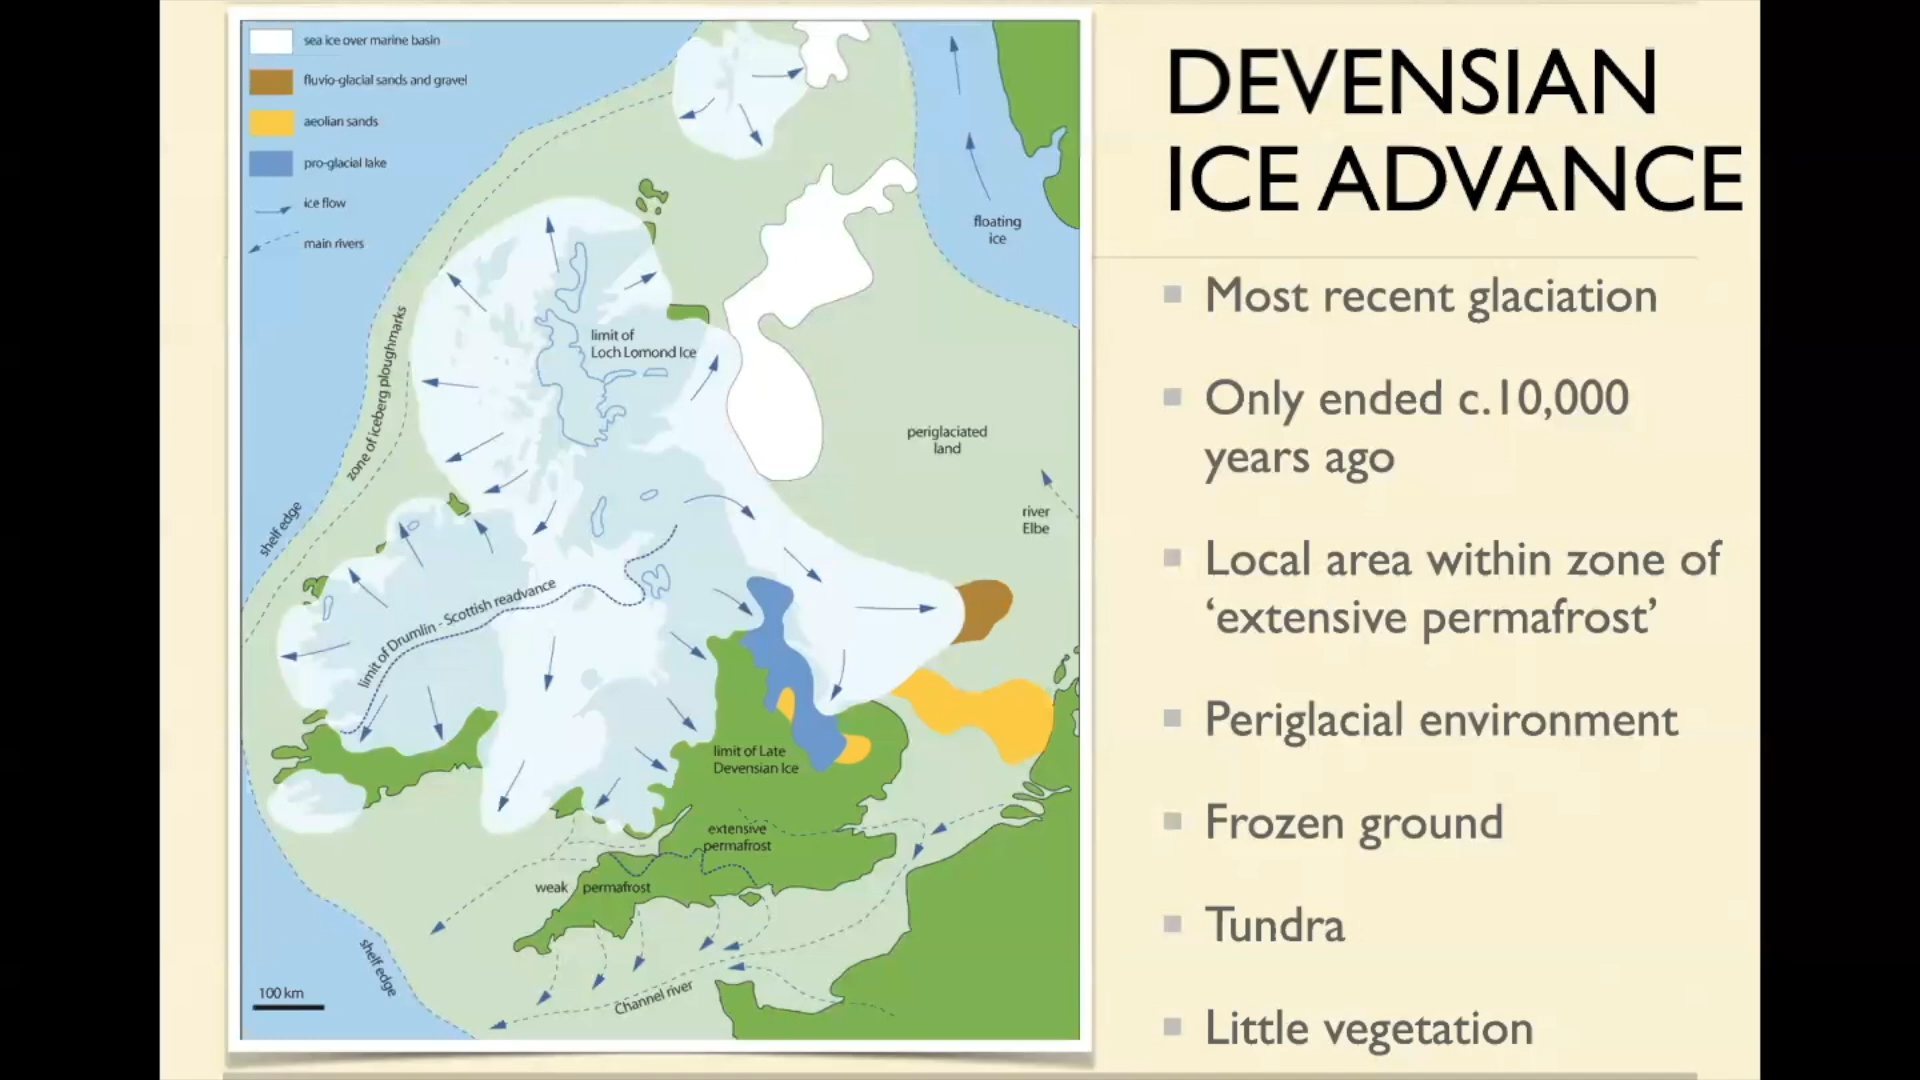 sea ice over marine basin
fluvio-glacial sands and gravel
aeolian sands
pro-glacial lake
ice flow
main rivers
floating
ice
limit of
Loch Lomond Ice
zone of iceberg ploughmarks
periglaciated
land
river
Elbe
shelf edge
limit of Drumlin - Scottish readvance
limit of Late
Devensian Ice
extensive
permafrost
weak permafrost
shelf edge
Channel river
100 km
DEVENSIAN
ICE ADVANCE
Most recent glaciation
Only ended c.10,000
years ago
Local area within zone of
‘extensive permafrost’
Periglacial environment
Frozen ground
Tundra
Little vegetation